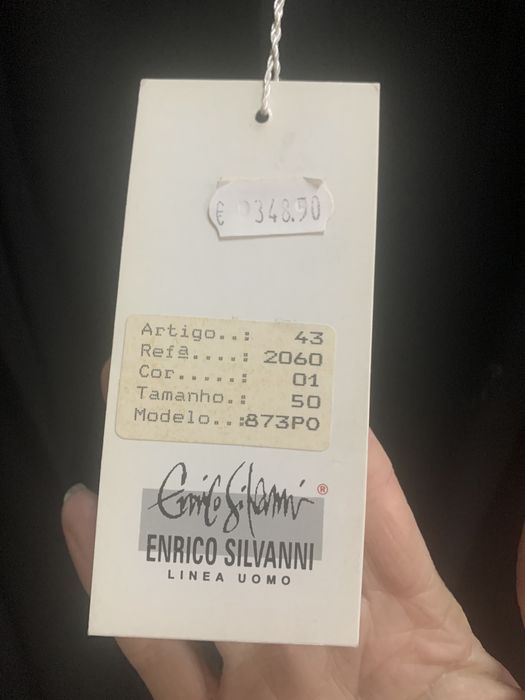 € 348.90
Artigo..: 43
Refª....: 2060
Cor.....: 01
Tamanho.: 50
Modelo..:873PO
Enrico Silvanni ®
ENRICO SILVANNI
LINEA UOMO